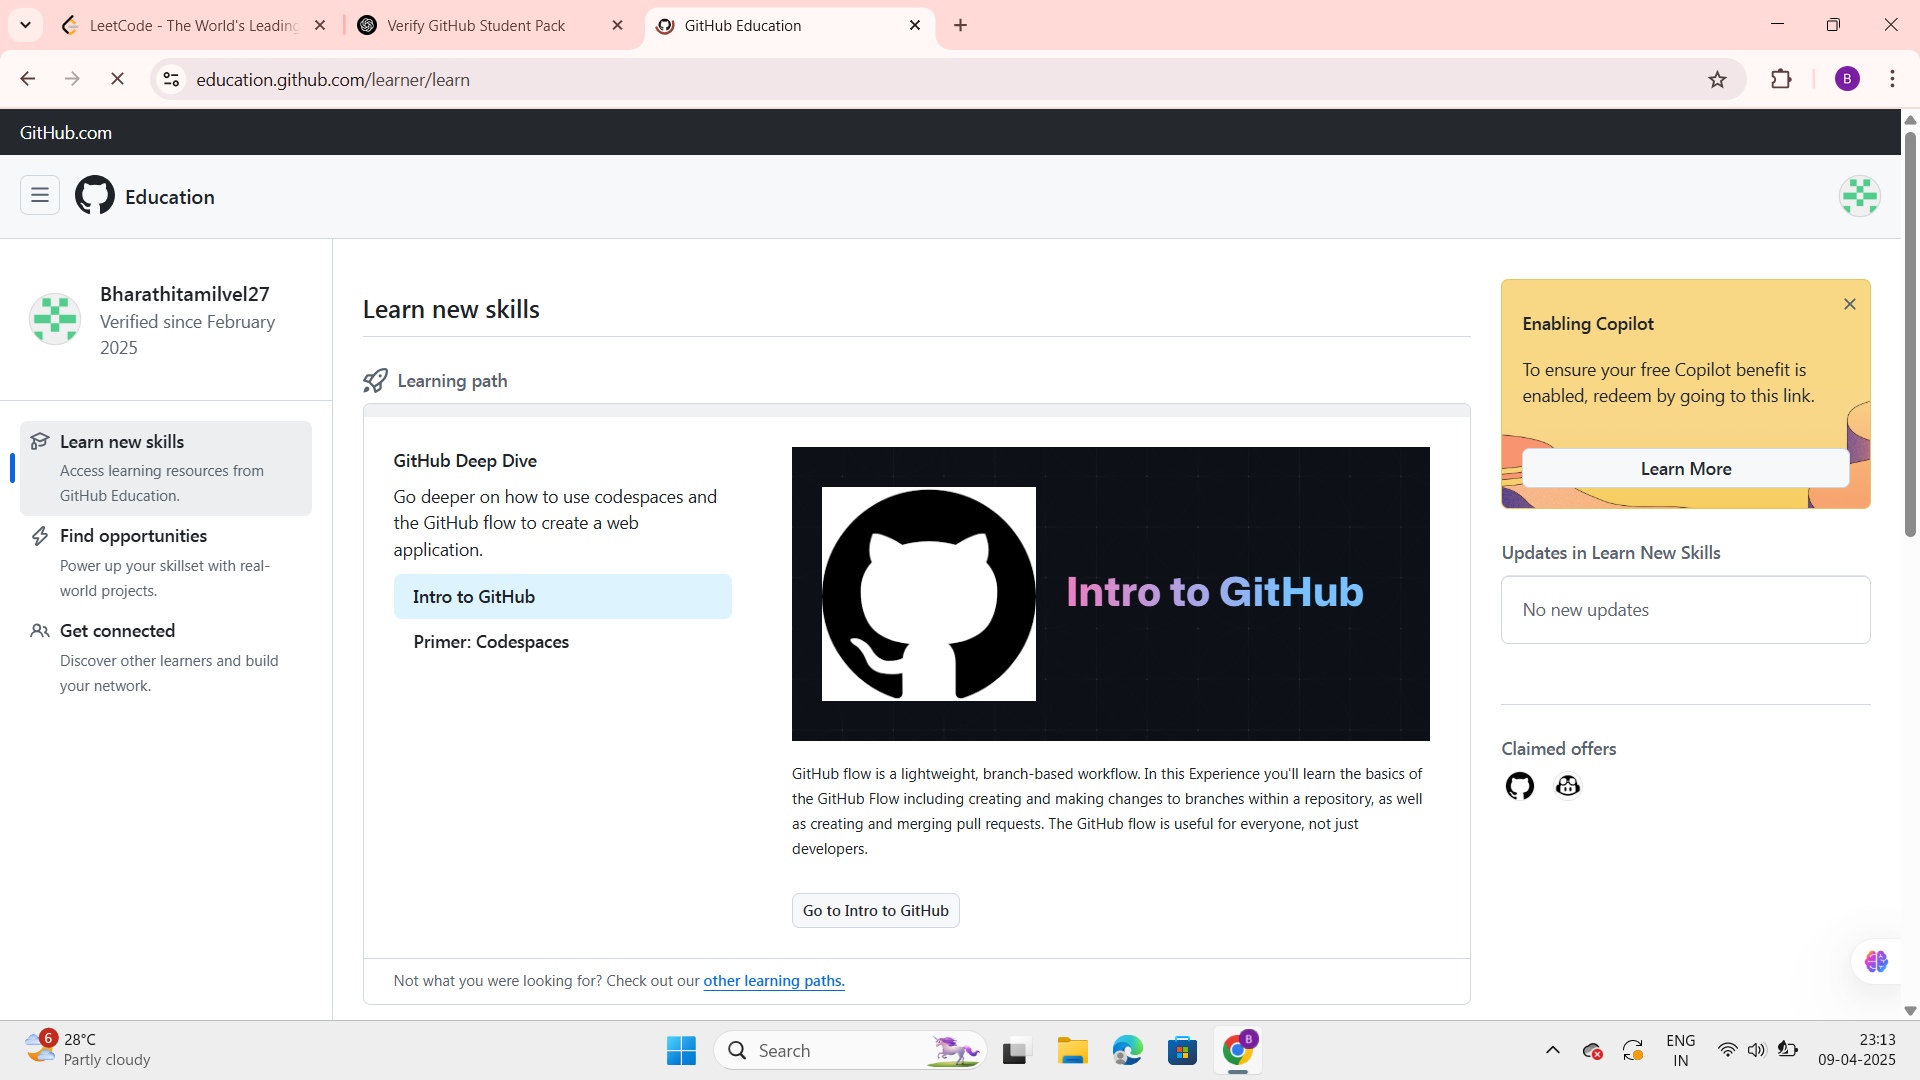 LeetCode - The World's Leading
Verify GitHub Student Pack
GitHub Education
education.github.com/learner/learn
B
GitHub.com
Education
Bharathitamilvel27
Verified since February
2025
Learn new skills
Access learning resources from
GitHub Education.
Find opportunities
Power up your skillset with real-
world projects.
Get connected
Discover other learners and build
your network.
Learn new skills
Learning path
GitHub Deep Dive
Go deeper on how to use codespaces and
the GitHub flow to create a web
application.
Intro to GitHub
Primer: Codespaces
Intro to GitHub
GitHub flow is a lightweight, branch-based workflow. In this Experience you'll learn the basics of
the GitHub Flow including creating and making changes to branches within a repository, as well
as creating and merging pull requests. The GitHub flow is useful for everyone, not just
developers.
Go to Intro to GitHub
Not what you were looking for? Check out our other learning paths.
Enabling Copilot
To ensure your free Copilot benefit is
enabled, redeem by going to this link.
Learn More
Updates in Learn New Skills
No new updates
Claimed offers
6
28°C
Partly cloudy
Search
B
ENG
IN
23:13
09-04-2025